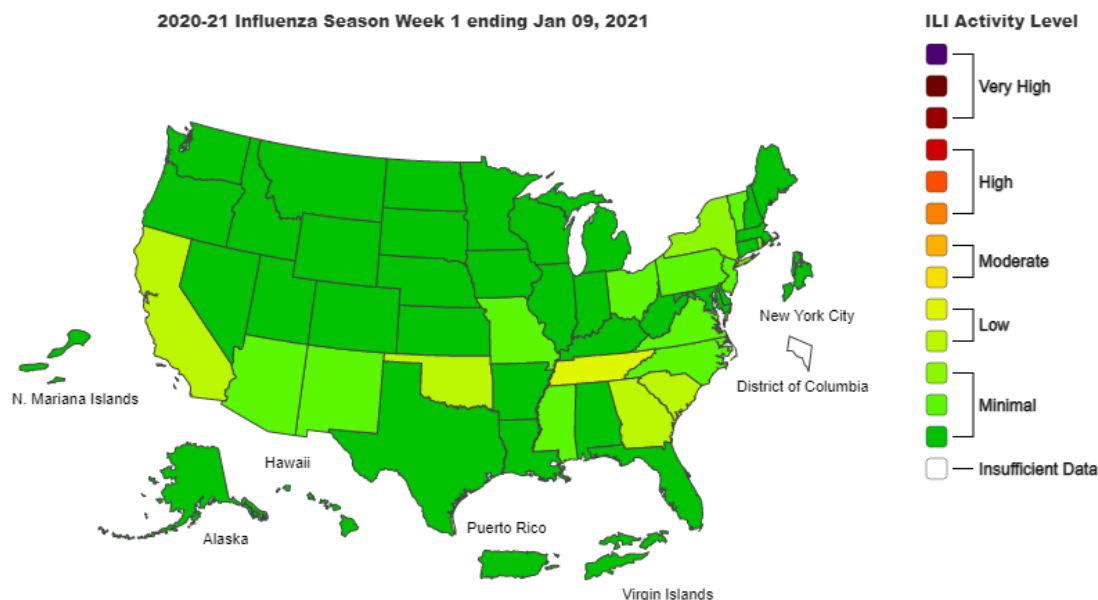 2020-21 Influenza Season Week 1 ending Jan 09, 2021
ILI Activity Level
Very High
High
Moderate
Low
Minimal
Insufficient Data
New York City
District of Columbia
N. Mariana Islands
Hawaii
Alaska
Puerto Rico
Virgin Islands